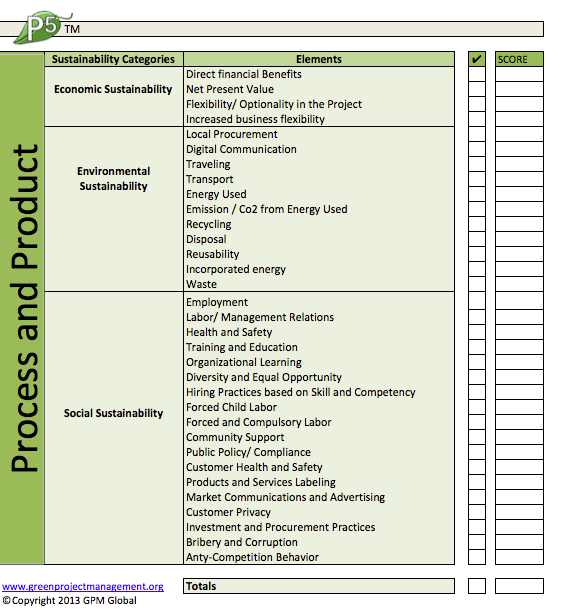 P5 TM
Sustainability Categories Elements ✔ SCORE
Process and Product
Economic Sustainability
Direct financial Benefits
Net Present Value
Flexibility/ Optionality in the Project
Increased business flexibility
Environmental
Sustainability
Local Procurement
Digital Communication
Traveling
Transport
Energy Used
Emission / Co2 from Energy Used
Recycling
Disposal
Reusability
Incorporated energy
Waste
Social Sustainability
Employment
Labor/ Management Relations
Health and Safety
Training and Education
Organizational Learning
Diversity and Equal Opportunity
Hiring Practices based on Skill and Competency
Forced Child Labor
Forced and Compulsory Labor
Community Support
Public Policy/ Compliance
Customer Health and Safety
Products and Services Labeling
Market Communications and Advertising
Customer Privacy
Investment and Procurement Practices
Bribery and Corruption
Anty-Competition Behavior
www.greenprojectmanagement.org Totals
©Copyright 2013 GPM Global